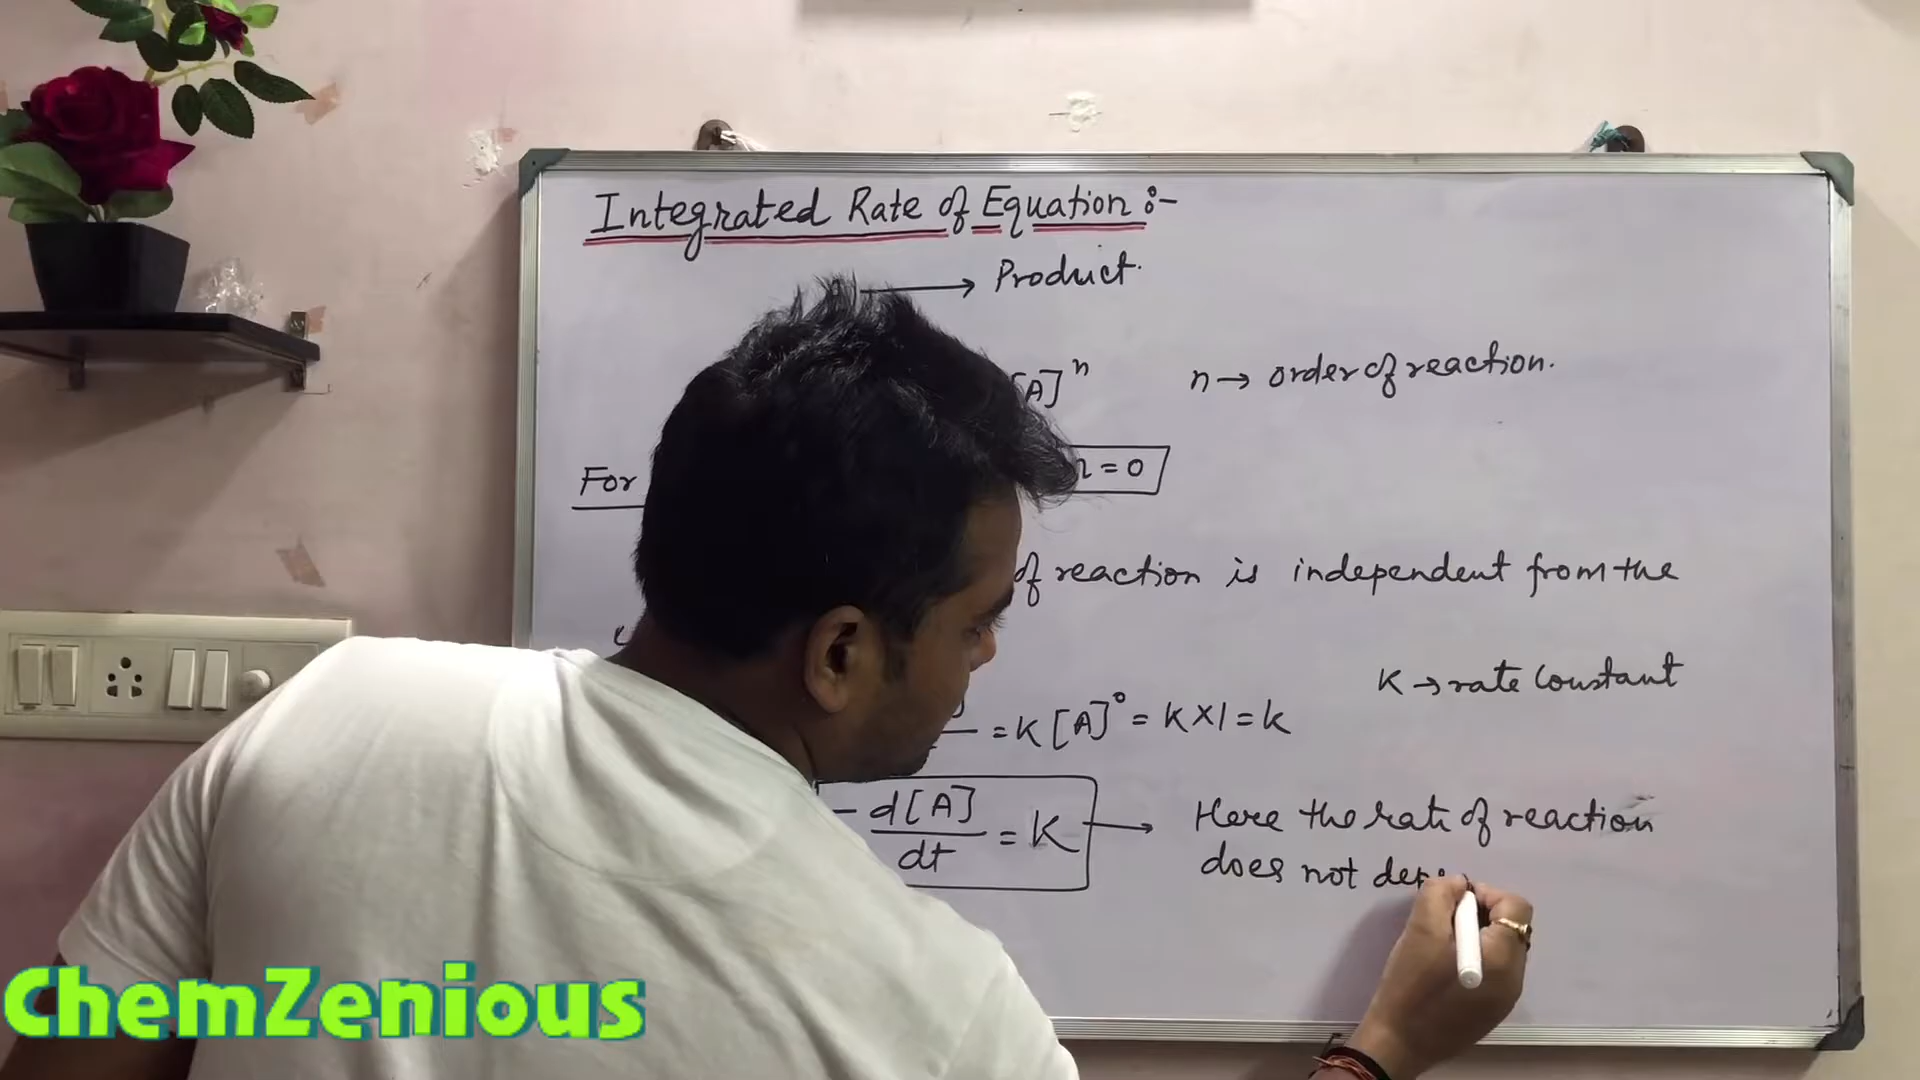 Integrated Rate of Equation :-
→ Product.
[A]ⁿ n → order of reaction.
For n = 0
of reaction is independent from the
K → rate Constant
= K [A]⁰ = K X 1 = k
- d[A]/dt = K → Here the rate of reaction
does not dep
ChemZenious